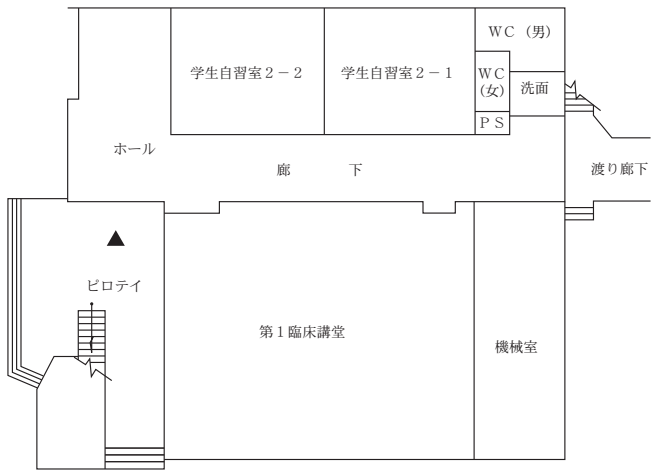 WC（男）
学生自習室２－２
学生自習室２－１
WC
（女）
洗面
PS
ホール
廊　下
渡り廊下
ピロテイ
第１臨床講堂
機械室